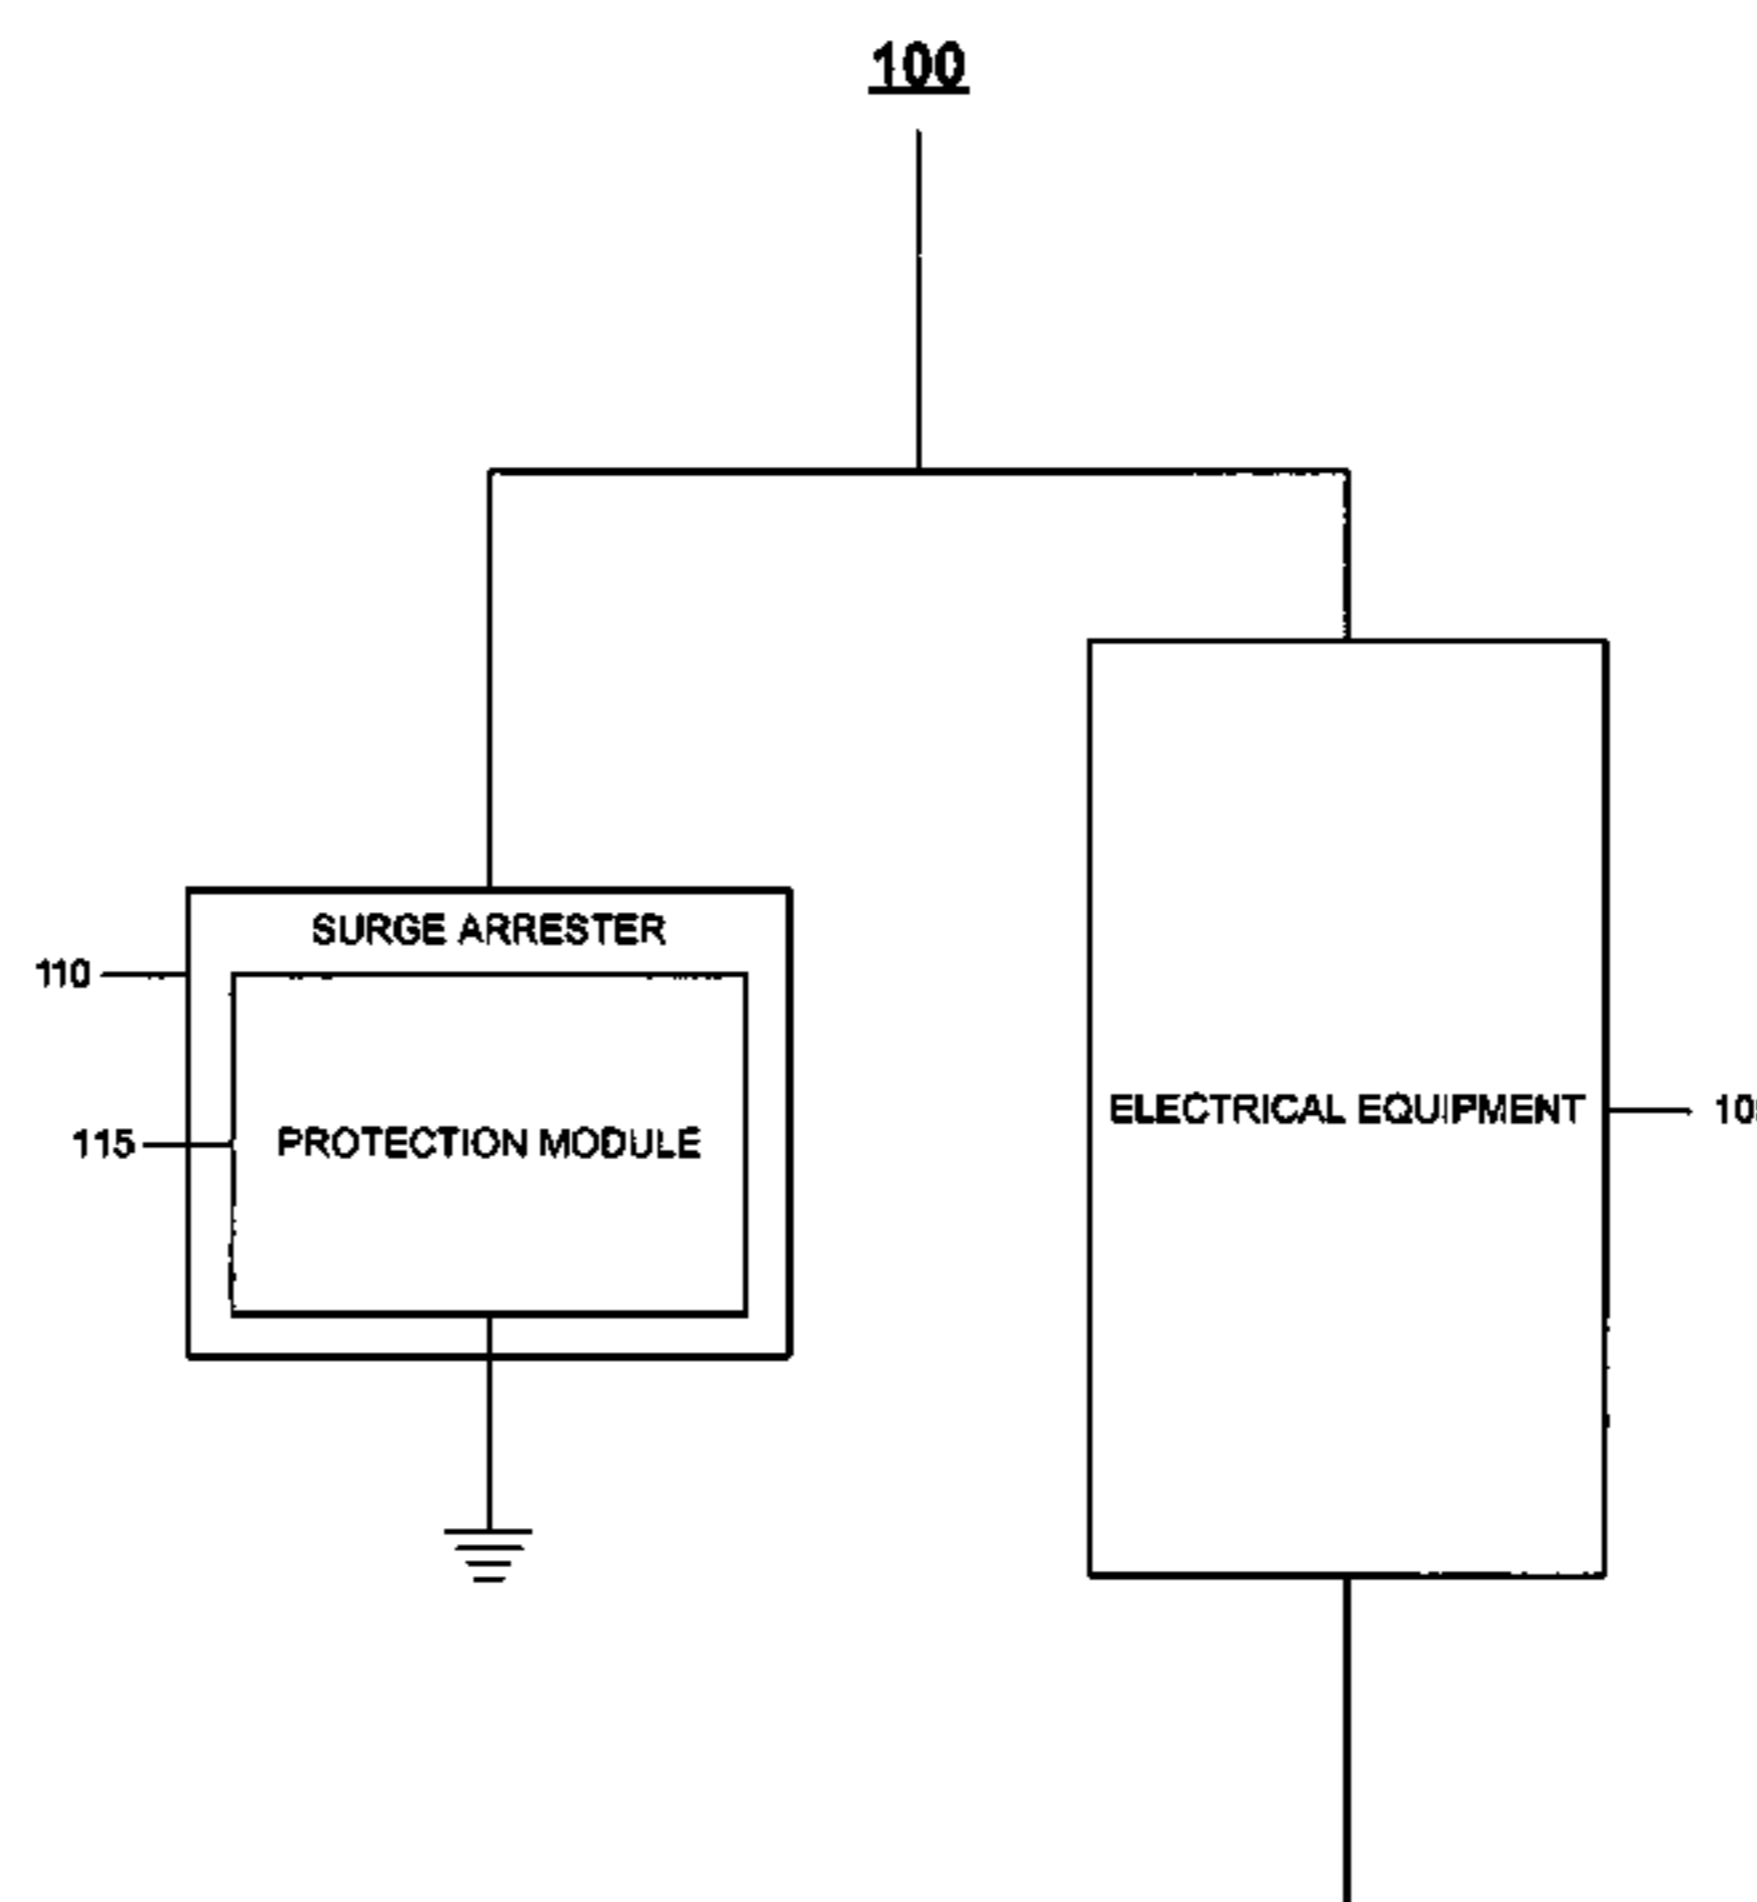 100
SURGE ARRESTER
110
PROTECTION MODULE
115
ELECTRICAL EQUIPMENT